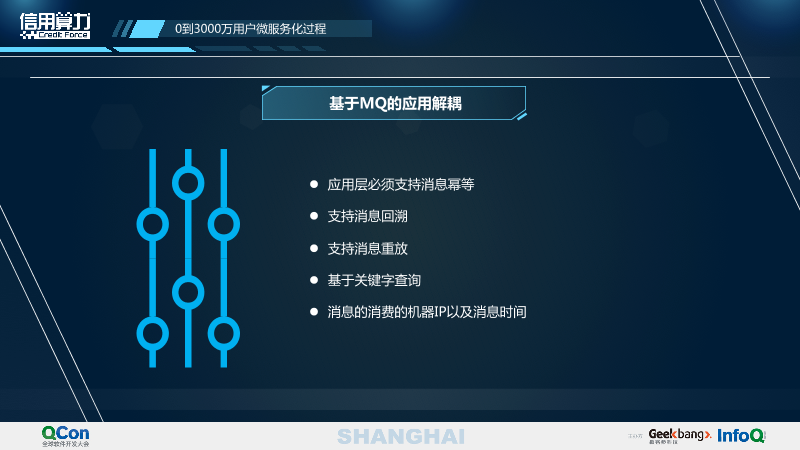 信用算力
Credit Force
0到3000万用户微服务化过程
基于MQ的应用解耦
应用层必须支持消息幂等
支持消息回溯
支持消息重放
基于关键字查询
消息的消费的机器IP以及消息时间
QCon
全球软件开发大会
SHANGHAI
Geekbang
InfoQ